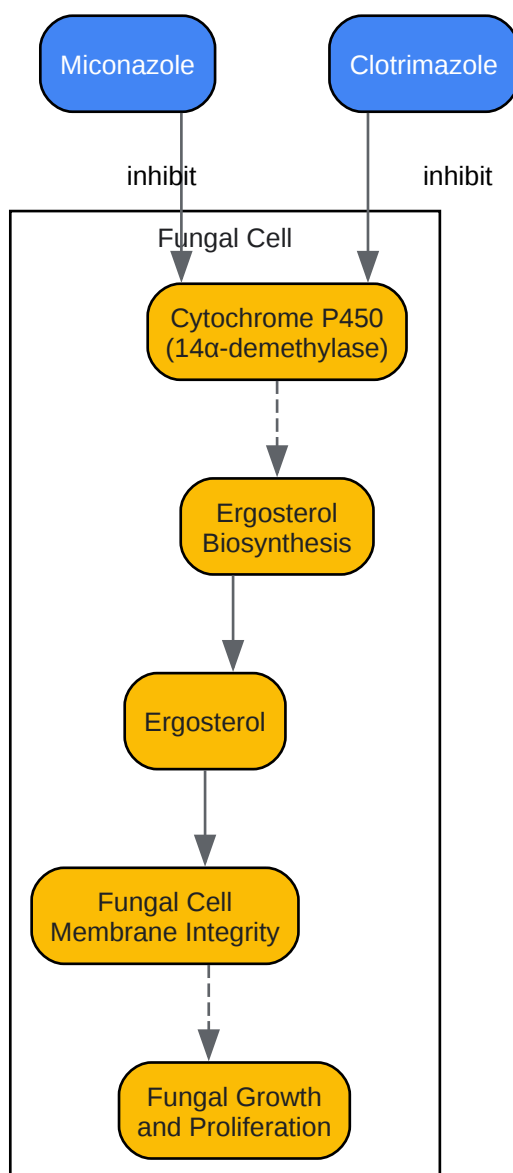 Miconazole
Clotrimazole
inhibit
inhibit
Fungal Cell
Cytochrome P450
(14α-demethylase)
Ergosterol
Biosynthesis
Ergosterol
Fungal Cell
Membrane Integrity
Fungal Growth
and Proliferation